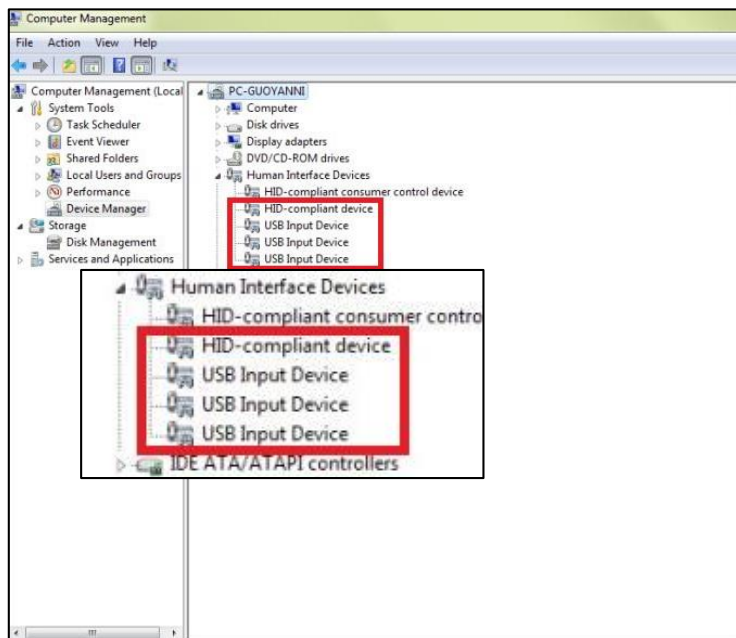 Computer Management
File Action View Help
Computer Management (Local
System Tools
Task Scheduler
Event Viewer
Shared Folders
Local Users and Groups
Performance
Device Manager
Storage
Disk Management
Services and Applications
PC-GUOYANNI
Computer
Disk drives
Display adapters
DVD/CD-ROM drives
Human Interface Devices
HID-compliant consumer control device
HID-compliant device
USB Input Device
USB Input Device
USB Input Device
Human Interface Devices
HID-compliant consumer contro
HID-compliant device
USB Input Device
USB Input Device
USB Input Device
IDE ATA/ATAPI controllers